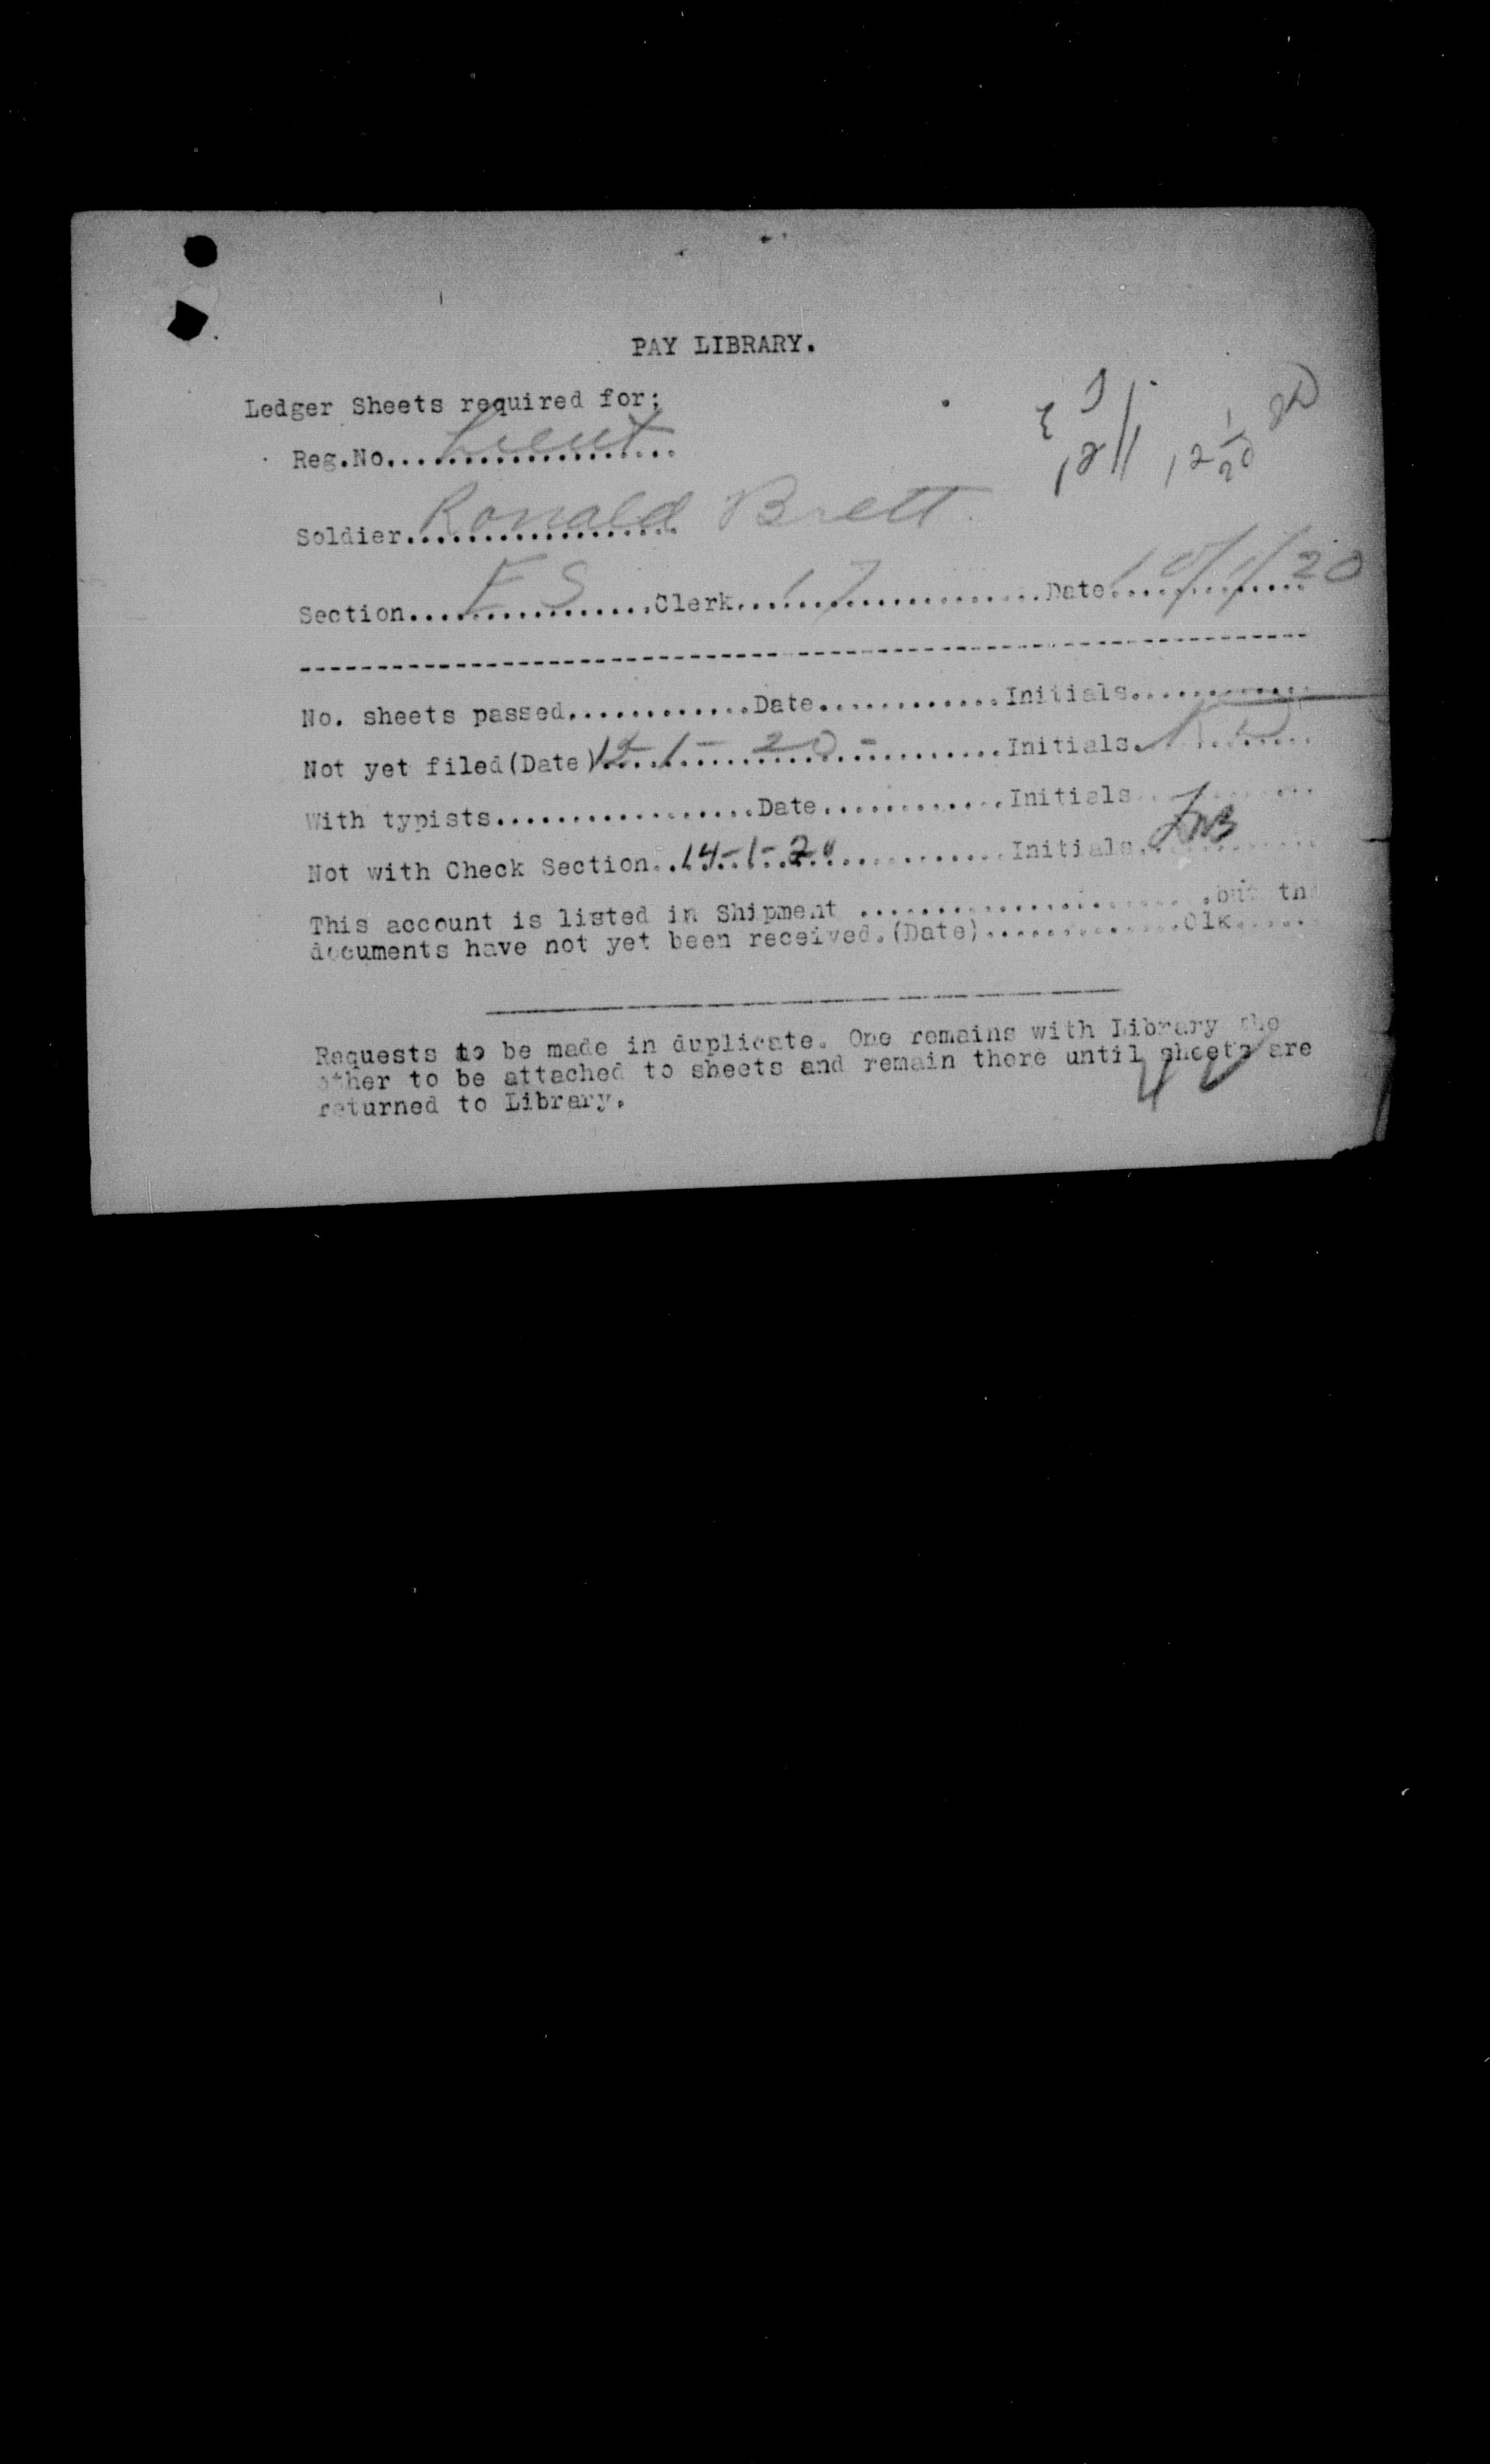 PAY LIBRARY.
Ledger Sheets required for:
Reg.No. Lieut
Soldier Ronald Brett
Section E S Clerk 17 Date 10/1/20
No. sheets passed............Date............Initials............
Not yet filed(Date) 12-1-20- Initials
With typists.................Date............Initials............
Not with Check Section 14-1-20 Initials
This account is listed in Shipment ......................,but the
documents have not yet been received.(Date).............Clk......
Requests to be made in duplicate. One remains with Library the
other to be attached to sheets and remain there until sheets are
returned to Library.